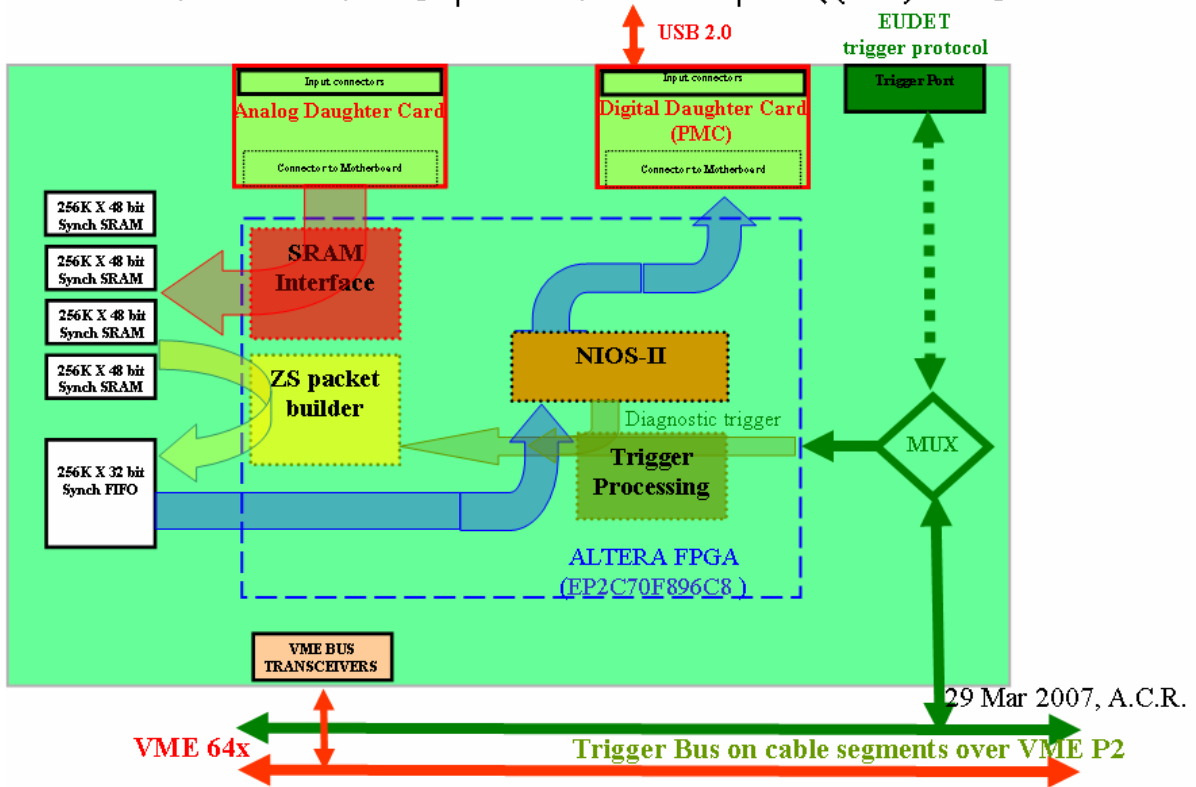 USB 2.0
EUDET
trigger protocol
Input connectors
Analog Daughter Card
Connector to Motherboard
Input connectors
Digital Daughter Card
(PMC)
Connector to Motherboard
Trigger Port
256K X 48 bit
Synch SRAM
256K X 48 bit
Synch SRAM
256K X 48 bit
Synch SRAM
256K X 48 bit
Synch SRAM
256K X 32 bit
Synch FIFO
SRAM
Interface
ZS packet
builder
NIOS-II
Diagnostic trigger
Trigger
Processing
MUX
ALTERA FPGA
(EP2C70F896C8 )
VME BUS
TRANSCEIVERS
29 Mar 2007, A.C.R.
VME 64x
Trigger Bus on cable segments over VME P2